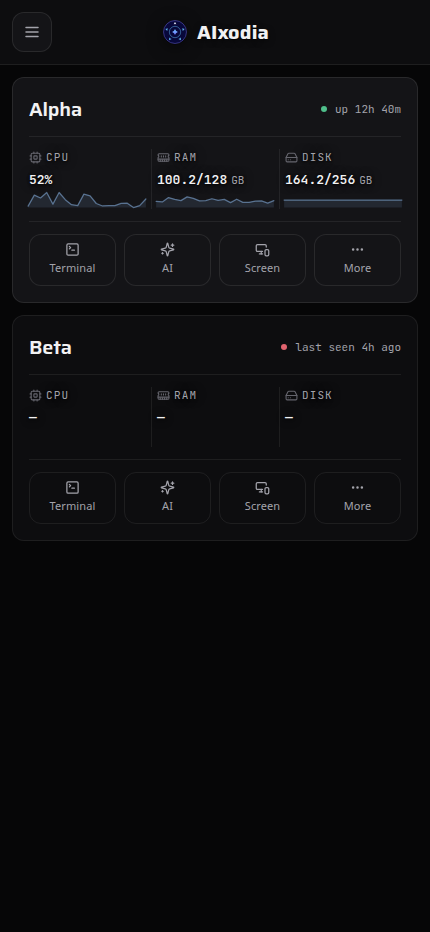 AIxodia
Alpha
up 12h 40m
CPU RAM DISK
52% 100.2/128 GB 164.2/256 GB
Terminal AI Screen More
Beta
last seen 4h ago
CPU RAM DISK
— — —
Terminal AI Screen More